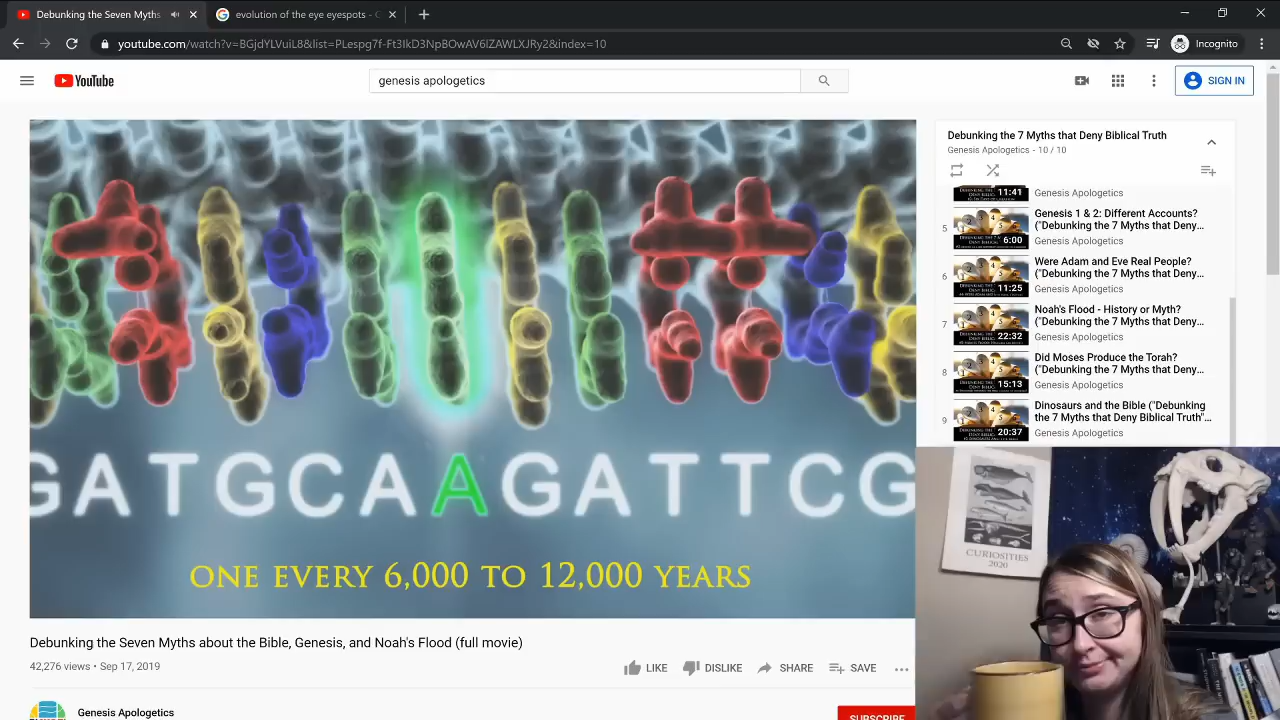 Debunking the Seven Myths
evolution of the eye eyespots -
youtube.com/watch?v=BGjdYLVuiL8&list=PLespg7f-Ft3IkD3NpBOwAV6lZAWLXJRy2&index=10
Incognito
YouTube
genesis apologetics
SIGN IN
Debunking the 7 Myths that Deny Biblical Truth
Genesis Apologetics - 10 / 10
11:41
Genesis Apologetics
5
6:00
Genesis 1 & 2: Different Accounts?
("Debunking the 7 Myths that Deny...
Genesis Apologetics
6
11:25
Were Adam and Eve Real People?
("Debunking the 7 Myths that Deny...
Genesis Apologetics
7
22:32
Noah's Flood - History or Myth?
("Debunking the 7 Myths that Deny...
Genesis Apologetics
8
15:13
Did Moses Produce the Torah?
("Debunking the 7 Myths that Deny...
Genesis Apologetics
9
20:37
Dinosaurs and the Bible ("Debunking
the 7 Myths that Deny Biblical Truth"...
Genesis Apologetics
GATGCAAGATTCG
ONE EVERY 6,000 TO 12,000 YEARS
CURIOSITIES
2020
Debunking the Seven Myths about the Bible, Genesis, and Noah's Flood (full movie)
42,276 views • Sep 17, 2019
LIKE
DISLIKE
SHARE
SAVE
Genesis Apologetics
SUBSCRIBE